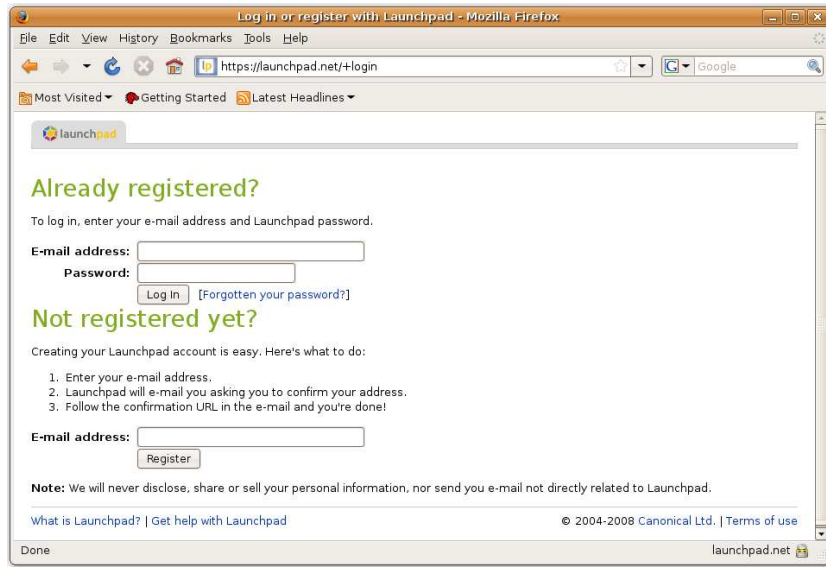 Log in or register with Launchpad - Mozilla Firefox
File Edit View History Bookmarks Tools Help
lp https://launchpad.net/+login G Google
Most Visited Getting Started Latest Headlines
launchpad
Already registered?
To log in, enter your e-mail address and Launchpad password.
E-mail address:
Password:
Log In [Forgotten your password?]
Not registered yet?
Creating your Launchpad account is easy. Here's what to do:
1. Enter your e-mail address.
2. Launchpad will e-mail you asking you to confirm your address.
3. Follow the confirmation URL in the e-mail and you're done!
E-mail address:
Register
Note: We will never disclose, share or sell your personal information, nor send you e-mail not directly related to Launchpad.
What is Launchpad? | Get help with Launchpad © 2004-2008 Canonical Ltd. | Terms of use
Done launchpad.net